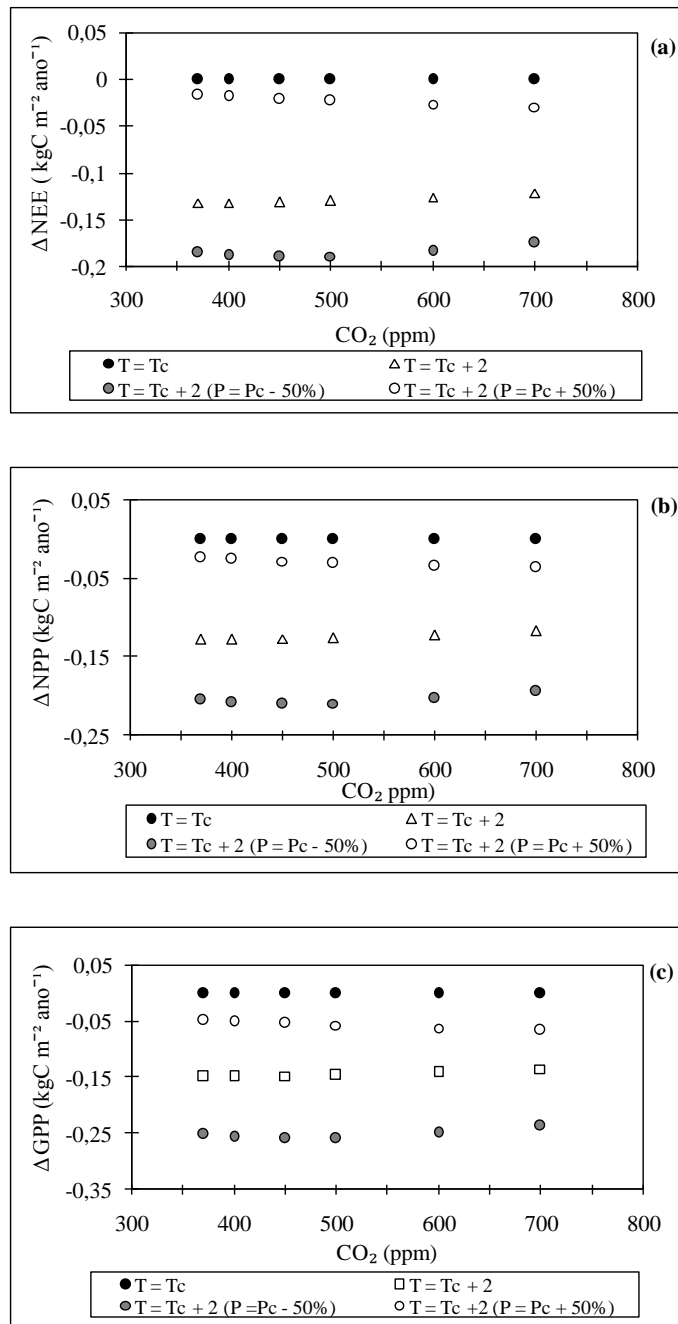 (a)
ΔNEE ( kgC m⁻² ano⁻¹)
0,05
0
-0,05
-0,1
-0,15
-0,2
300 400 500 600 700 800
CO₂ (ppm)
T = Tc
T = Tc + 2
T = Tc + 2 (P = Pc - 50%)
T = Tc + 2 (P = Pc + 50%)
(b)
ΔNPP (kgC m⁻² ano⁻¹)
0,05
-0,05
-0,15
-0,25
300 400 500 600 700 800
CO₂ ppm)
T = Tc
T = Tc + 2
T = Tc + 2 (P = Pc - 50%)
T = Tc + 2 (P = Pc + 50%)
(c)
ΔGPP (kgC m⁻² ano⁻¹)
0,05
-0,05
-0,15
-0,25
-0,35
300 400 500 600 700 800
CO₂ (ppm)
T = Tc
T = Tc + 2
T = Tc + 2 (P =Pc - 50%)
T = Tc +2 (P = Pc + 50%)